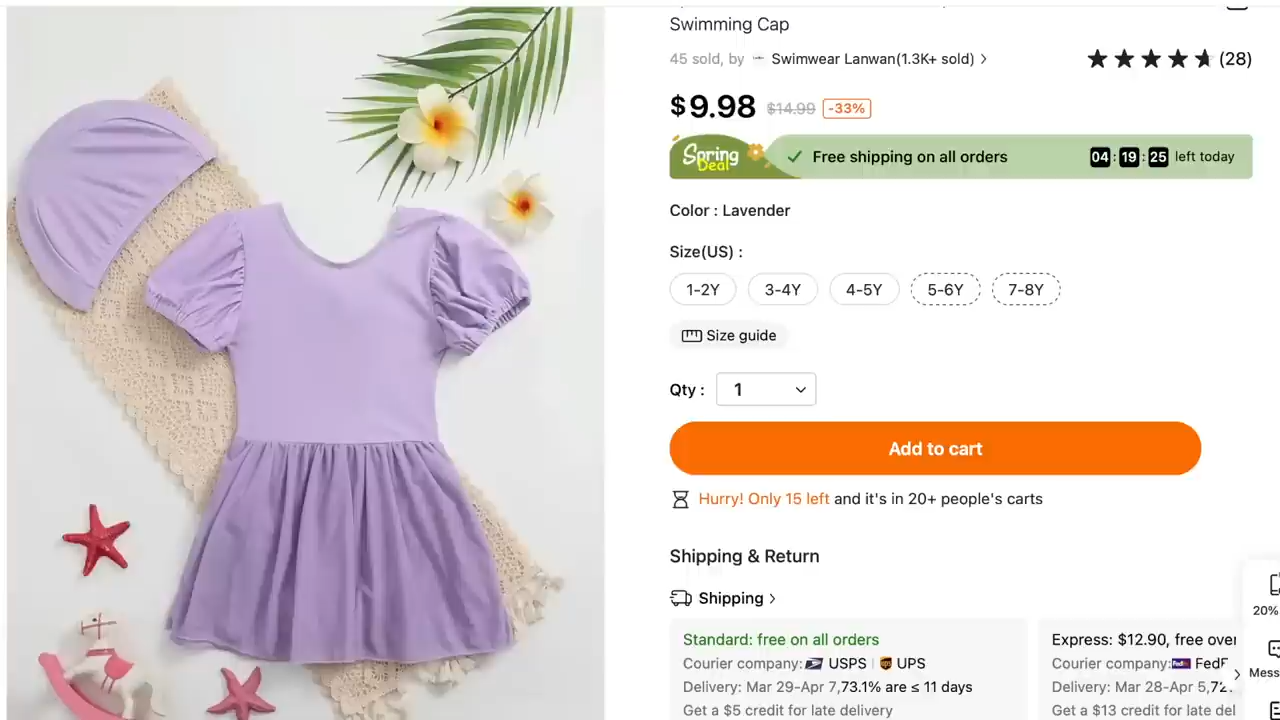 Swimming Cap
45 sold, by Swimwear Lanwan(1.3K+ sold) >
(28)
$9.98 $14.99 -33%
Spring Deal Free shipping on all orders 04:19:25 left today
Color : Lavender
Size(US) :
1-2Y 3-4Y 4-5Y 5-6Y 7-8Y
Size guide
Qty : 1
Add to cart
Hurry! Only 15 left and it's in 20+ people's carts
Shipping & Return
Shipping >
20%
Standard: free on all orders
Courier company: USPS | UPS
Delivery: Mar 29-Apr 7,73.1% are ≤ 11 days
Get a $5 credit for late delivery
Express: $12.90, free over
Courier company: FedEx
Delivery: Mar 28-Apr 5,72.
Get a $13 credit for late del
Mess